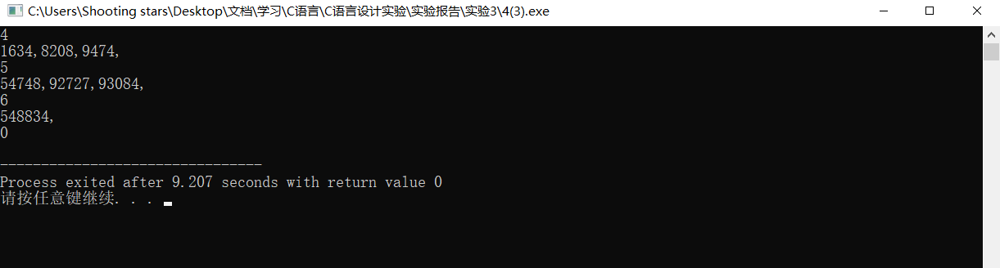 C:\Users\Shooting stars\Desktop\文档\学习\C语言\C语言设计实验\实验报告\实验3\4(3).exe
4
1634,8208,9474,
5
54748,92727,93084,
6
548834,
0
--------------------------------
Process exited after 9.207 seconds with return value 0
请按任意键继续. . .